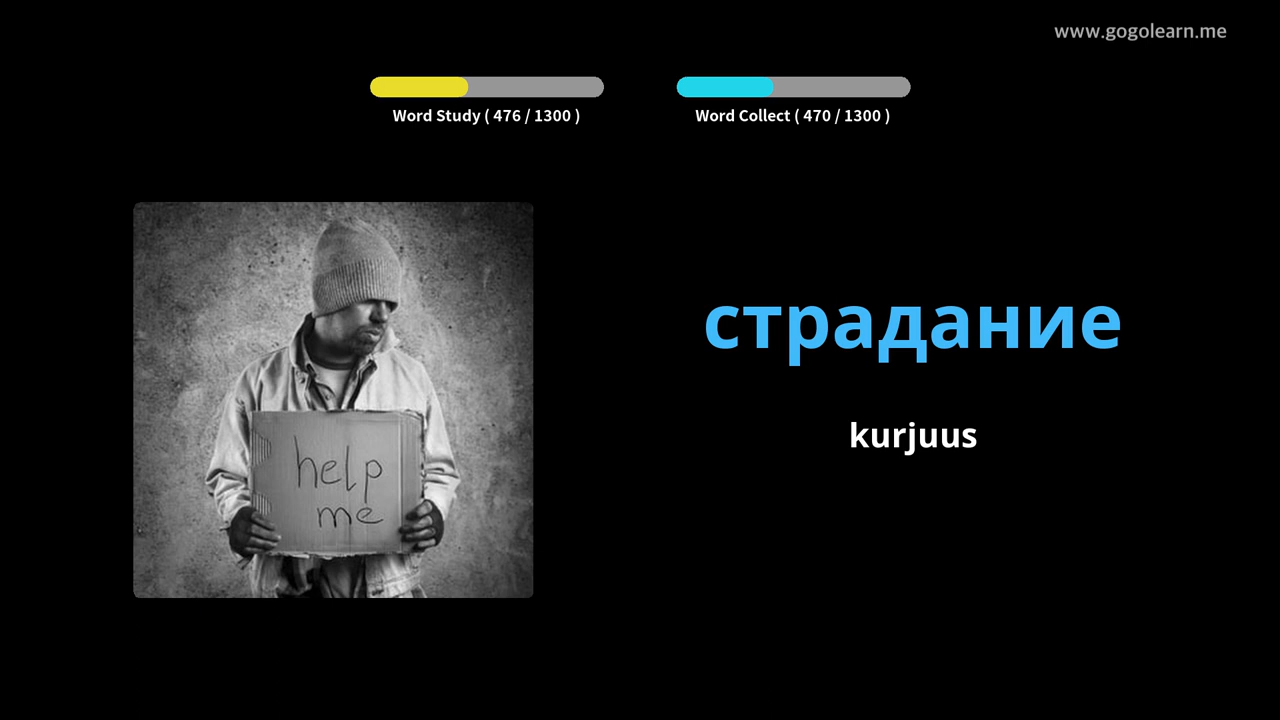 www.gogolearn.me
Word Study ( 476 / 1300 )
Word Collect ( 470 / 1300 )
help
me
страдание
kurjuus